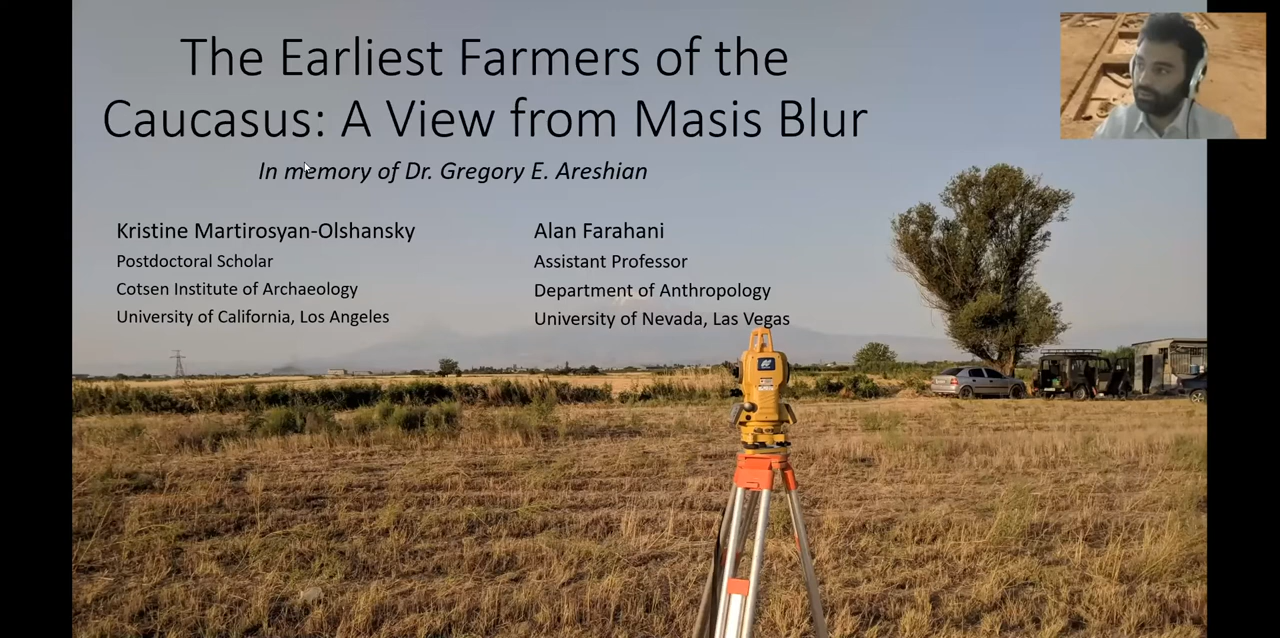 The Earliest Farmers of the
Caucasus: A View from Masis Blur
In memory of Dr. Gregory E. Areshian
Kristine Martirosyan-Olshansky
Postdoctoral Scholar
Cotsen Institute of Archaeology
University of California, Los Angeles
Alan Farahani
Assistant Professor
Department of Anthropology
University of Nevada, Las Vegas